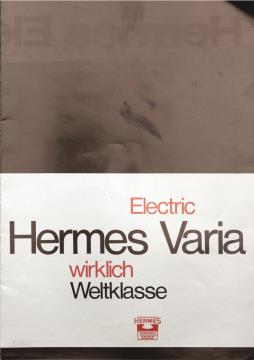 Electric
Hermes Varia
wirklich
Weltklasse
HERMES